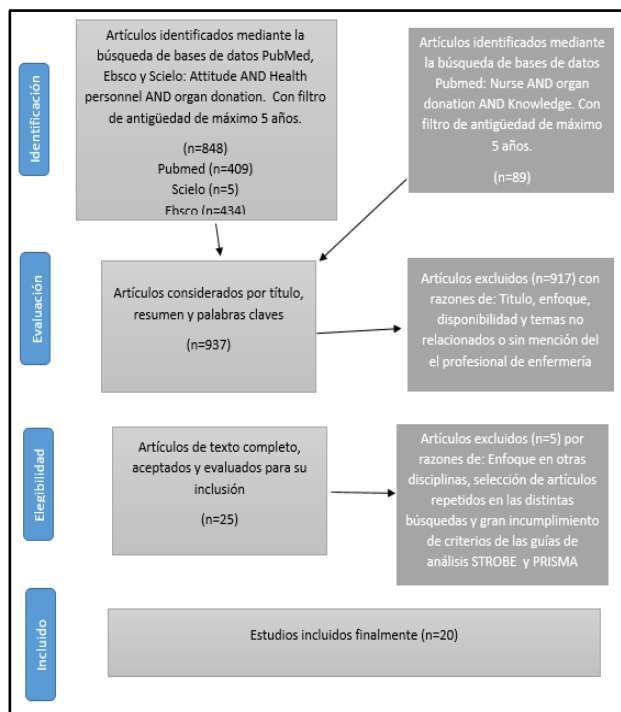 Identificación
Artículos identificados mediante la
búsqueda de bases de datos PubMed,
Ebsco y Scielo: Attitude AND Health
personnel AND organ donation. Con filtro
de antigüedad de máximo 5 años.
(n=848)
Pubmed (n=409)
Scielo (n=5)
Ebsco (n=434)
Artículos identificados mediante
la búsqueda de bases de datos
Pubmed: Nurse AND organ
donation AND Knowledge. Con
filtro de antigüedad de máximo
5 años.
(n=89)
Evaluación
Artículos considerados por título,
resumen y palabras claves
(n=937)
Artículos excluidos (n=917) con
razones de: Titulo, enfoque,
disponibilidad y temas no
relacionados o sin mención del
el profesional de enfermería
Elegibilidad
Artículos de texto completo,
aceptados y evaluados para su
inclusión
(n=25)
Artículos excluidos (n=5) por
razones de: Enfoque en otras
disciplinas, selección de artículos
repetidos en las distintas
búsquedas y gran incumplimiento
de criterios de las guías de
análisis STROBE y PRISMA
Incluido
Estudios incluidos finalmente (n=20)